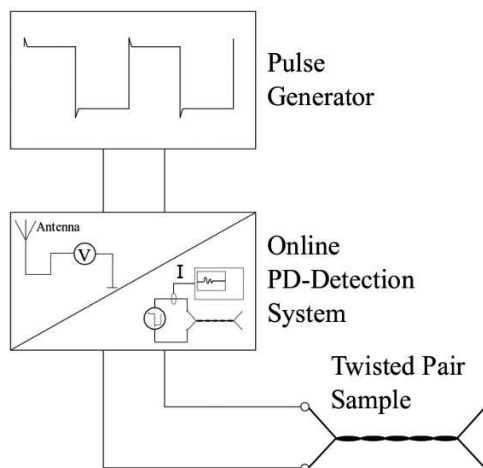 Pulse
Generator
Antenna
V
I
Online
PD-Detection
System
Twisted Pair
Sample